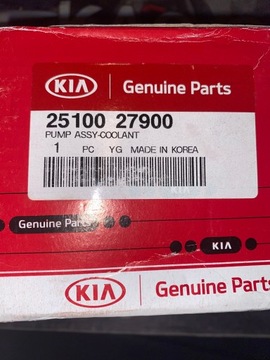 KIA Genuine Parts
25100 27900
PUMP ASSY-COOLANT
1 PC YG MADE IN KOREA
Genuine Parts
KIA
KIA Genuine Parts